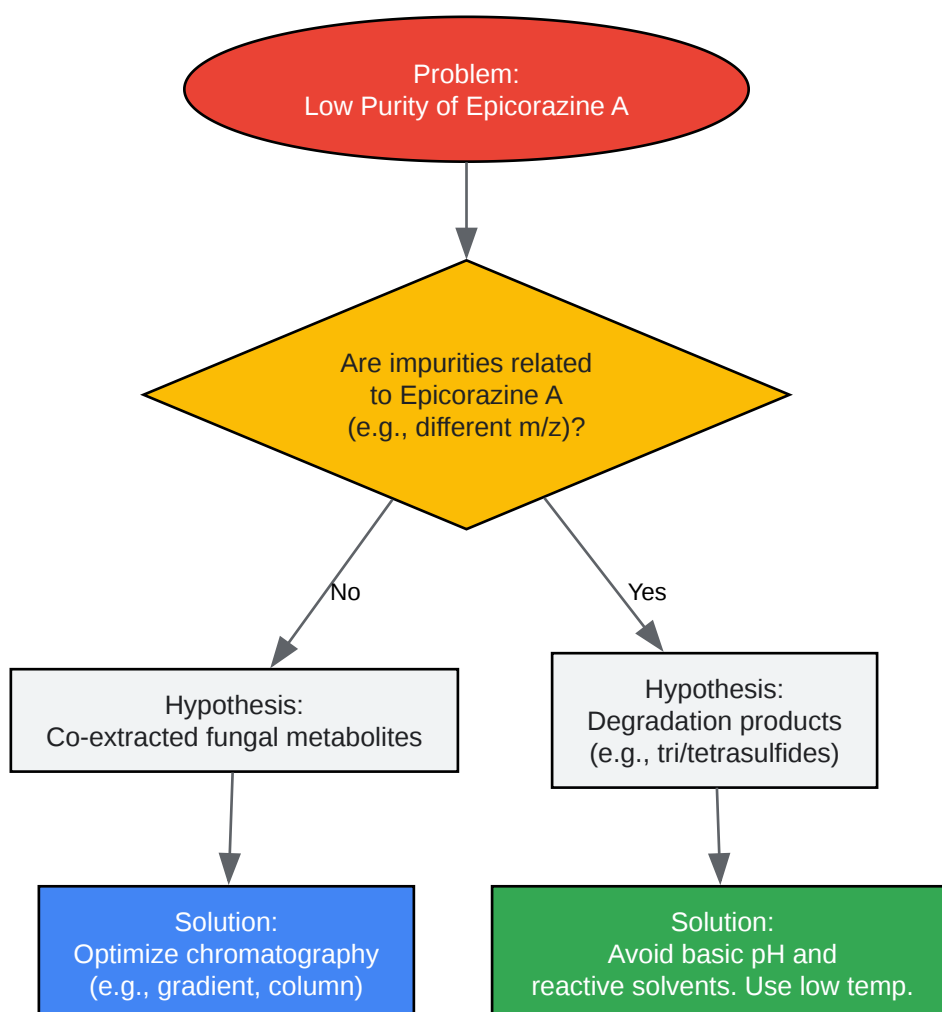 Problem:
Low Purity of Epicorazine A
Are impurities related
to Epicorazine A
(e.g., different m/z)?
No
Yes
Hypothesis:
Co-extracted fungal metabolites
Hypothesis:
Degradation products
(e.g., tri/tetrasulfides)
Solution:
Optimize chromatography
(e.g., gradient, column)
Solution:
Avoid basic pH and
reactive solvents. Use low temp.